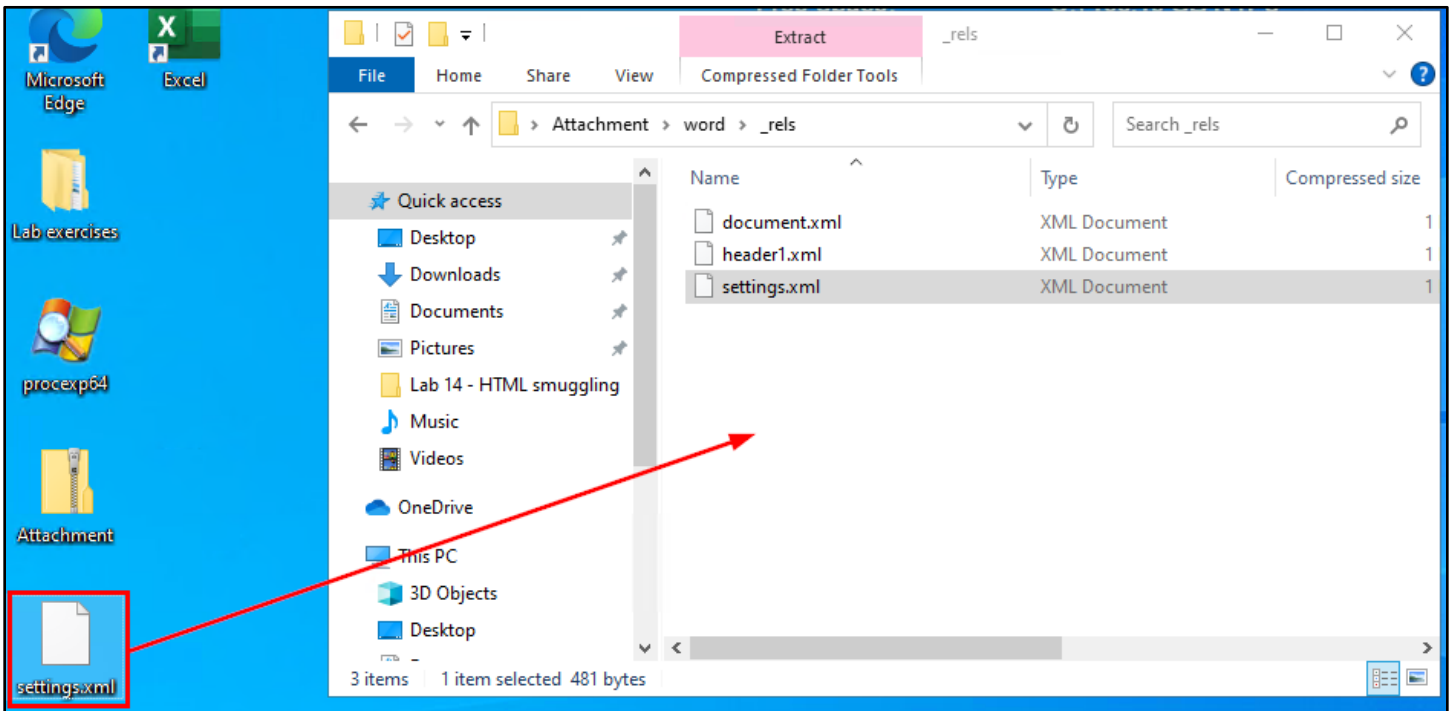 Microsoft Edge
Excel
Lab exercises
procexp64
Attachment
settings.xml
Extract
_rels
File
Home
Share
View
Compressed Folder Tools
Attachment
word
_rels
Search _rels
Quick access
Desktop
Downloads
Documents
Pictures
Lab 14 - HTML smuggling
Music
Videos
OneDrive
This PC
3D Objects
Desktop
Name
Type
Compressed size
document.xml
XML Document
1
header1.xml
XML Document
1
settings.xml
XML Document
1
3 items
1 item selected 481 bytes